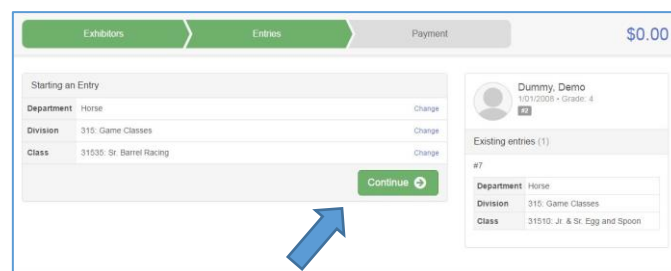 Exhibitors Entries Payment $0.00
Starting an Entry
Department Horse Change
Division 315: Game Classes Change
Class 31535: Sr. Barrel Racing Change
Continue
Dummy, Demo
1/01/2008 • Grade: 4
#2
Existing entries (1)
#7
Department Horse
Division 315: Game Classes
Class 31510: Jr. & Sr. Egg and Spoon